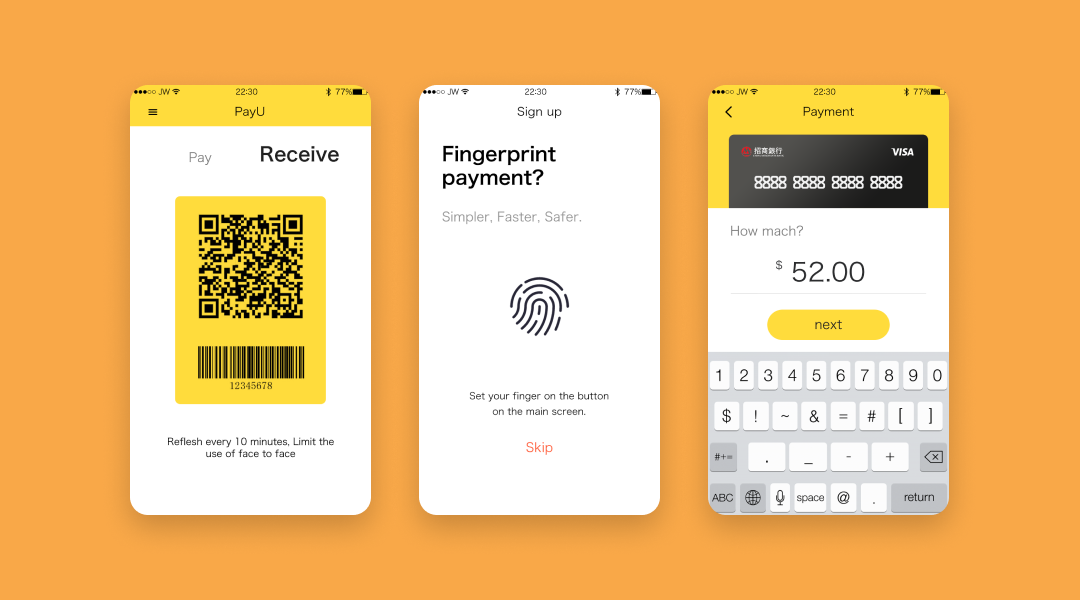 JW 22:30 77%
PayU
Pay Receive
12345678
Reflesh every 10 minutes, Limit the
use of face to face
JW 22:30 77%
Sign up
Fingerprint
payment?
Simpler, Faster, Safer.
Set your finger on the button
on the main screen.
Skip
JW 22:30 77%
Payment
招商銀行
VISA
8888 8888 8888 8888
How mach?
$ 52.00
next
1 2 3 4 5 6 7 8 9 0
$ ! ~ & = # [ ]
#+= . _ - +
ABC space @ . return